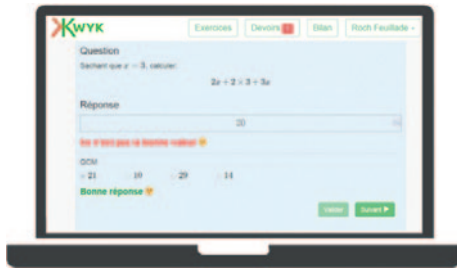 KWYK
Exercices Devoirs Bilan Roch Feuillade
Question
Sachant que x = 3, calculer:
2x + 2 × 3 + 3x
Réponse
20
Ce n'est pas la bonne valeur
QCM
21 10 29 14
Bonne réponse
Valider Suivant